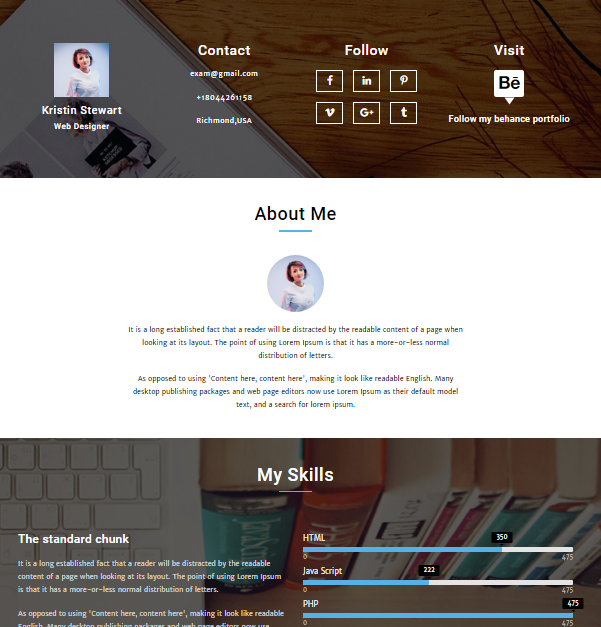 Kristin Stewart
Web Designer
Contact
exam@gmail.com
+18044261158
Richmond,USA
Follow
f
in
G+
t
Visit
Bē
Follow my behance portfolio
About Me
It is a long established fact that a reader will be distracted by the readable content of a page when
looking at its layout. The point of using Lorem Ipsum is that it has a more-or-less normal
distribution of letters.
As opposed to using 'Content here, content here', making it look like readable English. Many
desktop publishing packages and web page editors now use Lorem Ipsum as their default model
text, and a search for lorem ipsum.
My Skills
The standard chunk
It is a long established fact that a reader will be distracted by the readable
content of a page when looking at its layout. The point of using Lorem Ipsum
is that it has a more-or-less normal distribution of letters.
As opposed to using 'Content here, content here', making it look like readable
English. Many desktop publishing packages and web page editors now use
HTML
350
0 475
Java Script
222
0 475
PHP
475
0 475